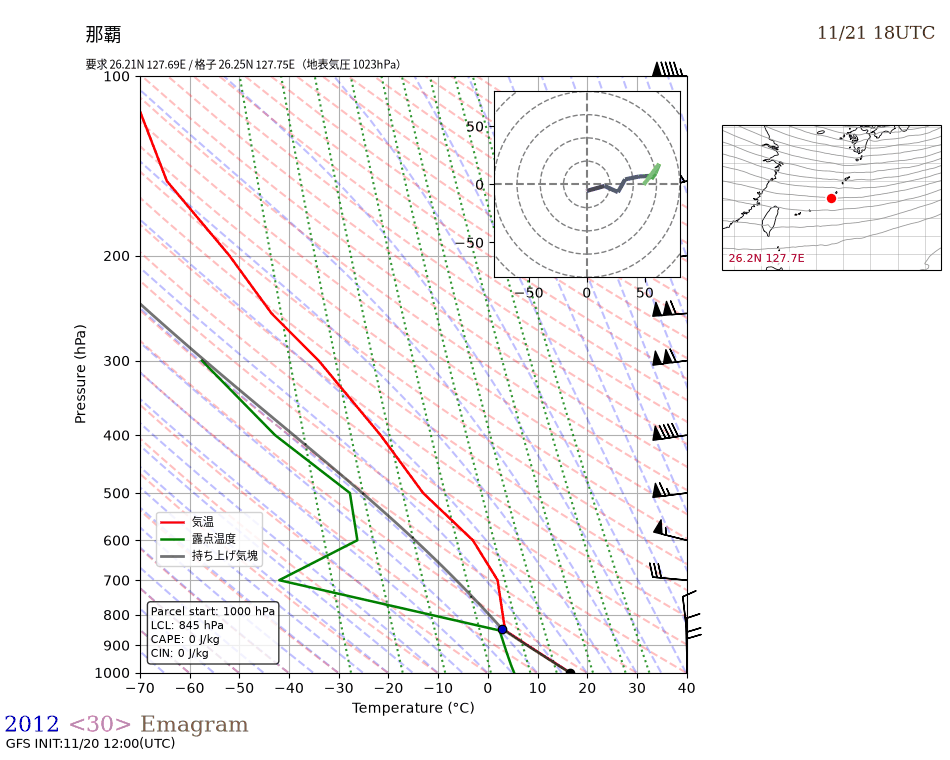 那覇
11/21 18UTC
要求 26.21N 127.69E / 格子 26.25N 127.75E（地表気圧 1023hPa）
100
200
300
400
500
600
700
800
900
1000
Pressure (hPa)
−70 −60 −50 −40 −30 −20 −10 0 10 20 30 40
Temperature (°C)
50
0
−50
−50 0 50
26.2N 127.7E
気温
露点温度
持ち上げ気塊
Parcel start: 1000 hPa
LCL: 845 hPa
CAPE: 0 J/kg
CIN: 0 J/kg
2012 <30> Emagram
GFS INIT:11/20 12:00(UTC)